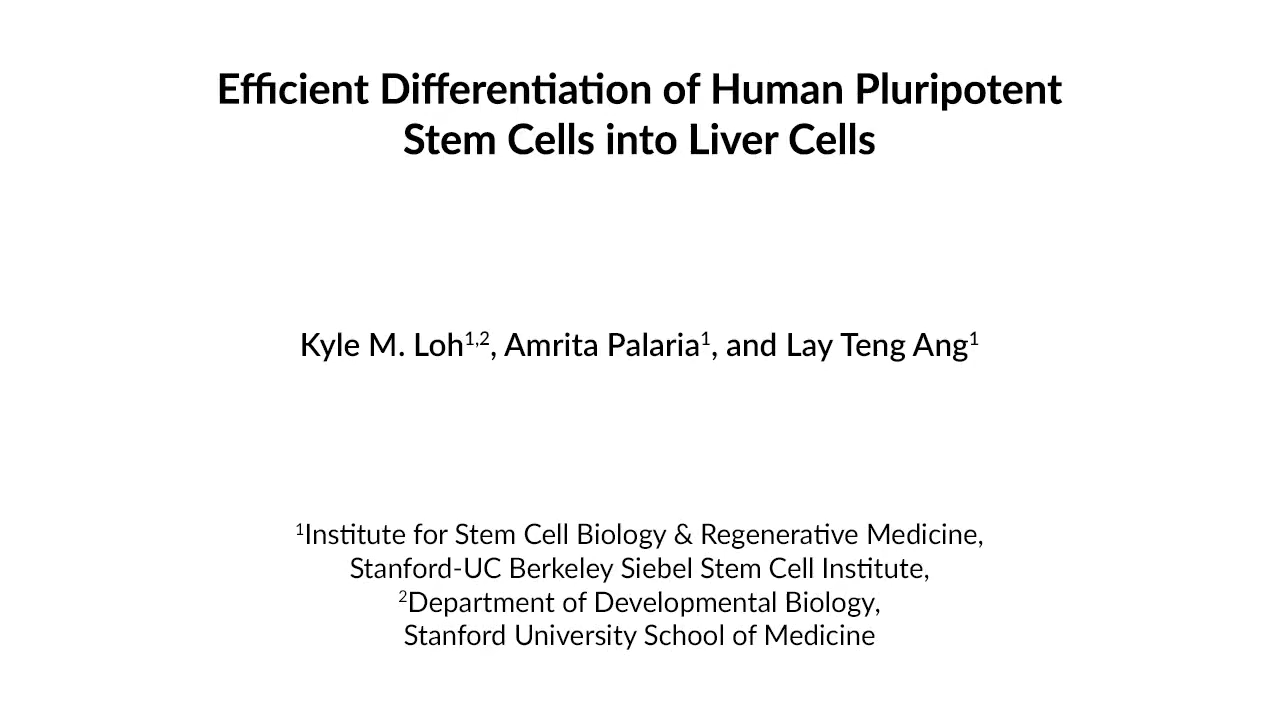 Efficient Differentiation of Human Pluripotent
Stem Cells into Liver Cells
Kyle M. Loh¹,², Amrita Palaria¹, and Lay Teng Ang¹
¹Institute for Stem Cell Biology & Regenerative Medicine,
Stanford-UC Berkeley Siebel Stem Cell Institute,
²Department of Developmental Biology,
Stanford University School of Medicine